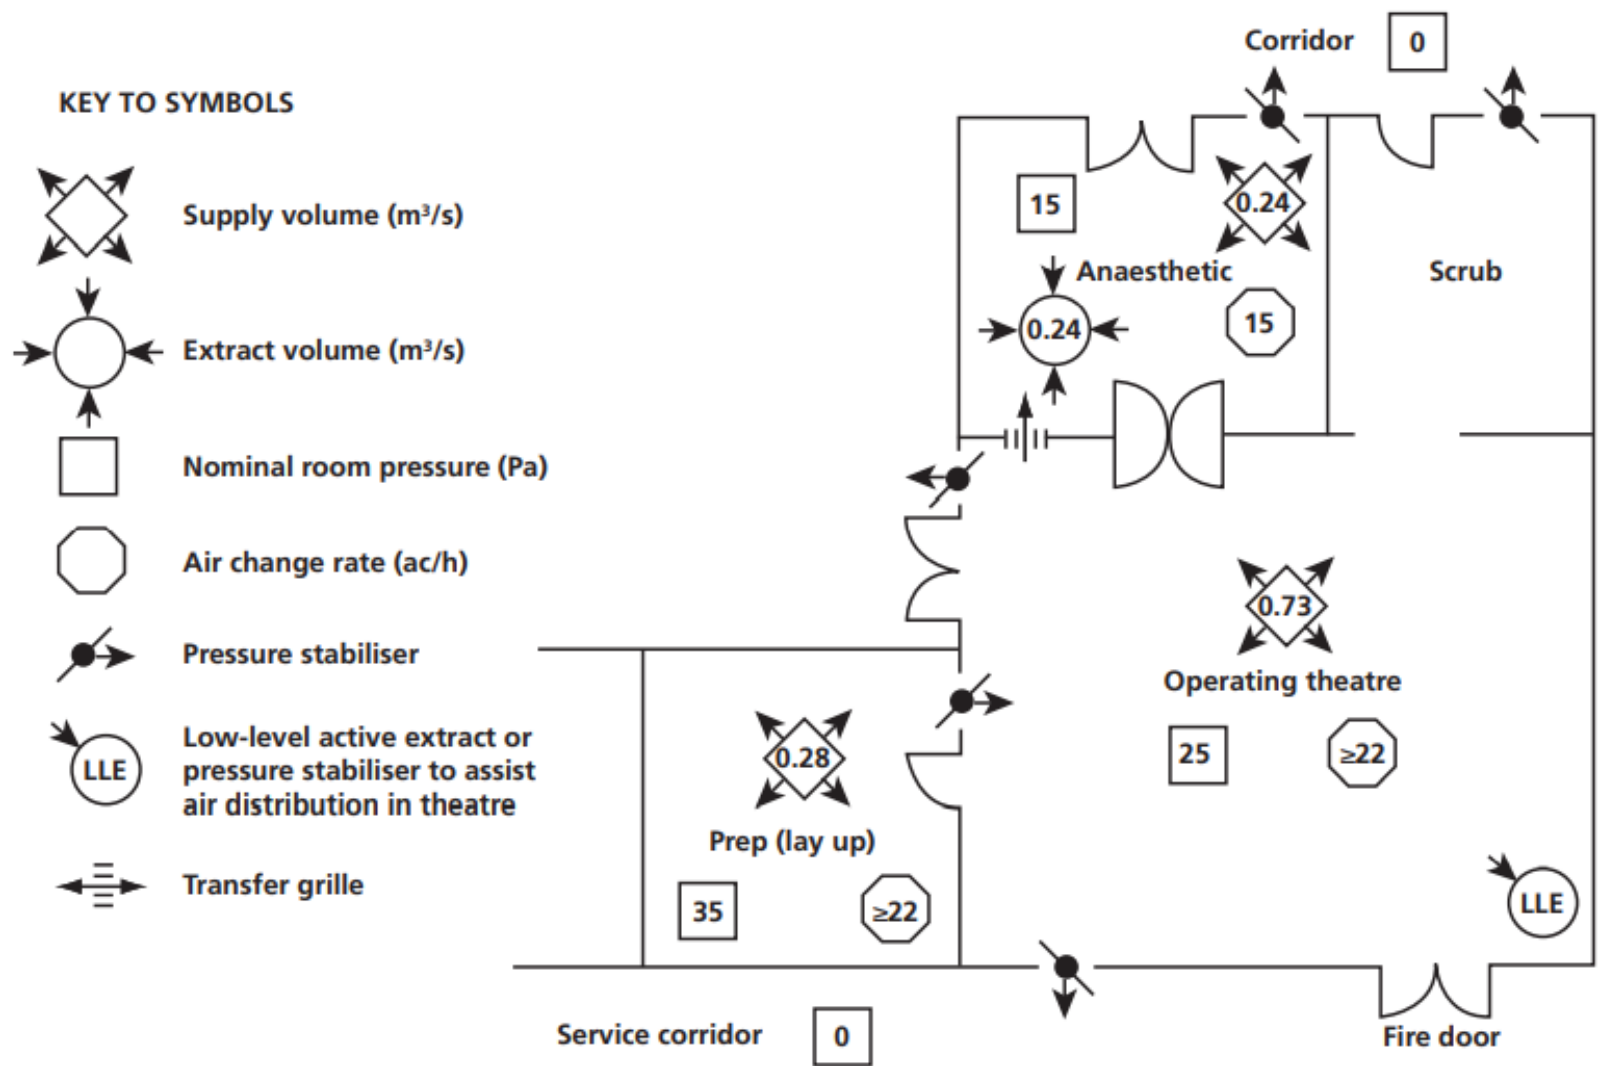 KEY TO SYMBOLS
Supply volume (m³/s)
Extract volume (m³/s)
Nominal room pressure (Pa)
Air change rate (ac/h)
Pressure stabiliser
LLE
Low-level active extract or
pressure stabiliser to assist
air distribution in theatre
Transfer grille
Corridor
0
15
0.24
Anaesthetic
0.24
15
Scrub
0.73
Operating theatre
25
≥22
0.28
Prep (lay up)
35
≥22
LLE
Service corridor
0
Fire door